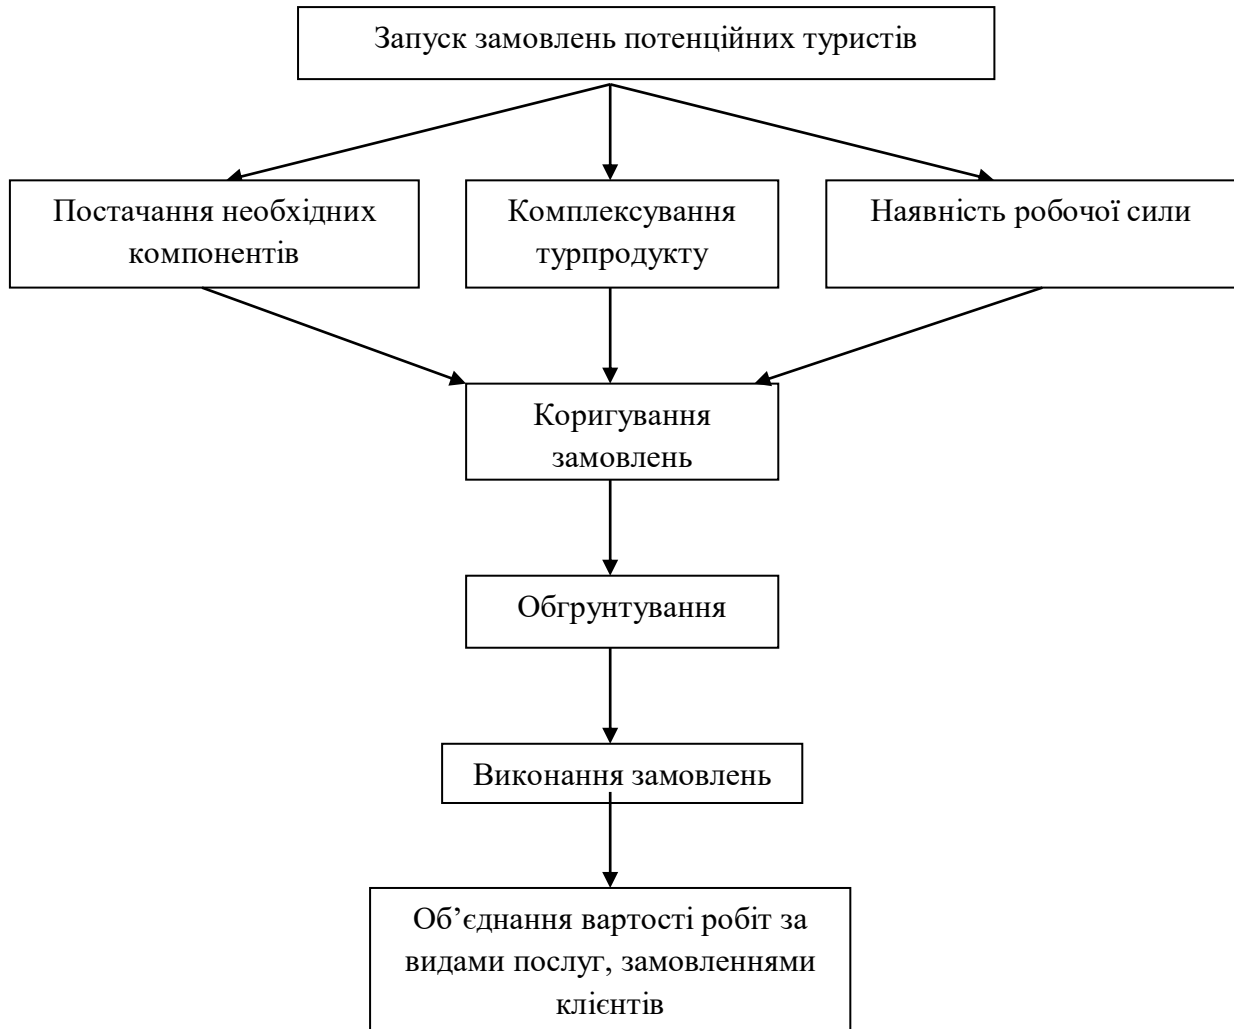 Запуск замовлень потенційних туристів
Постачання необхідних
компонентів
Комплексування
турпродукту
Наявність робочої сили
Коригування
замовлень
Обгрунтування
Виконання замовлень
Об’єднання вартості робіт за
видами послуг, замовленнями
клієнтів